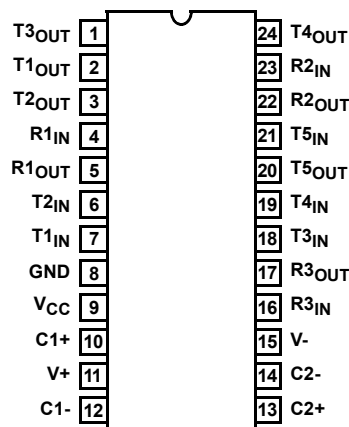 T3OUT 1 24 T4OUT
T1OUT 2 23 R2IN
T2OUT 3 22 R2OUT
R1IN 4 21 T5IN
R1OUT 5 20 T5OUT
T2IN 6 19 T4IN
T1IN 7 18 T3IN
GND 8 17 R3OUT
VCC 9 16 R3IN
C1+ 10 15 V-
V+ 11 14 C2-
C1- 12 13 C2+